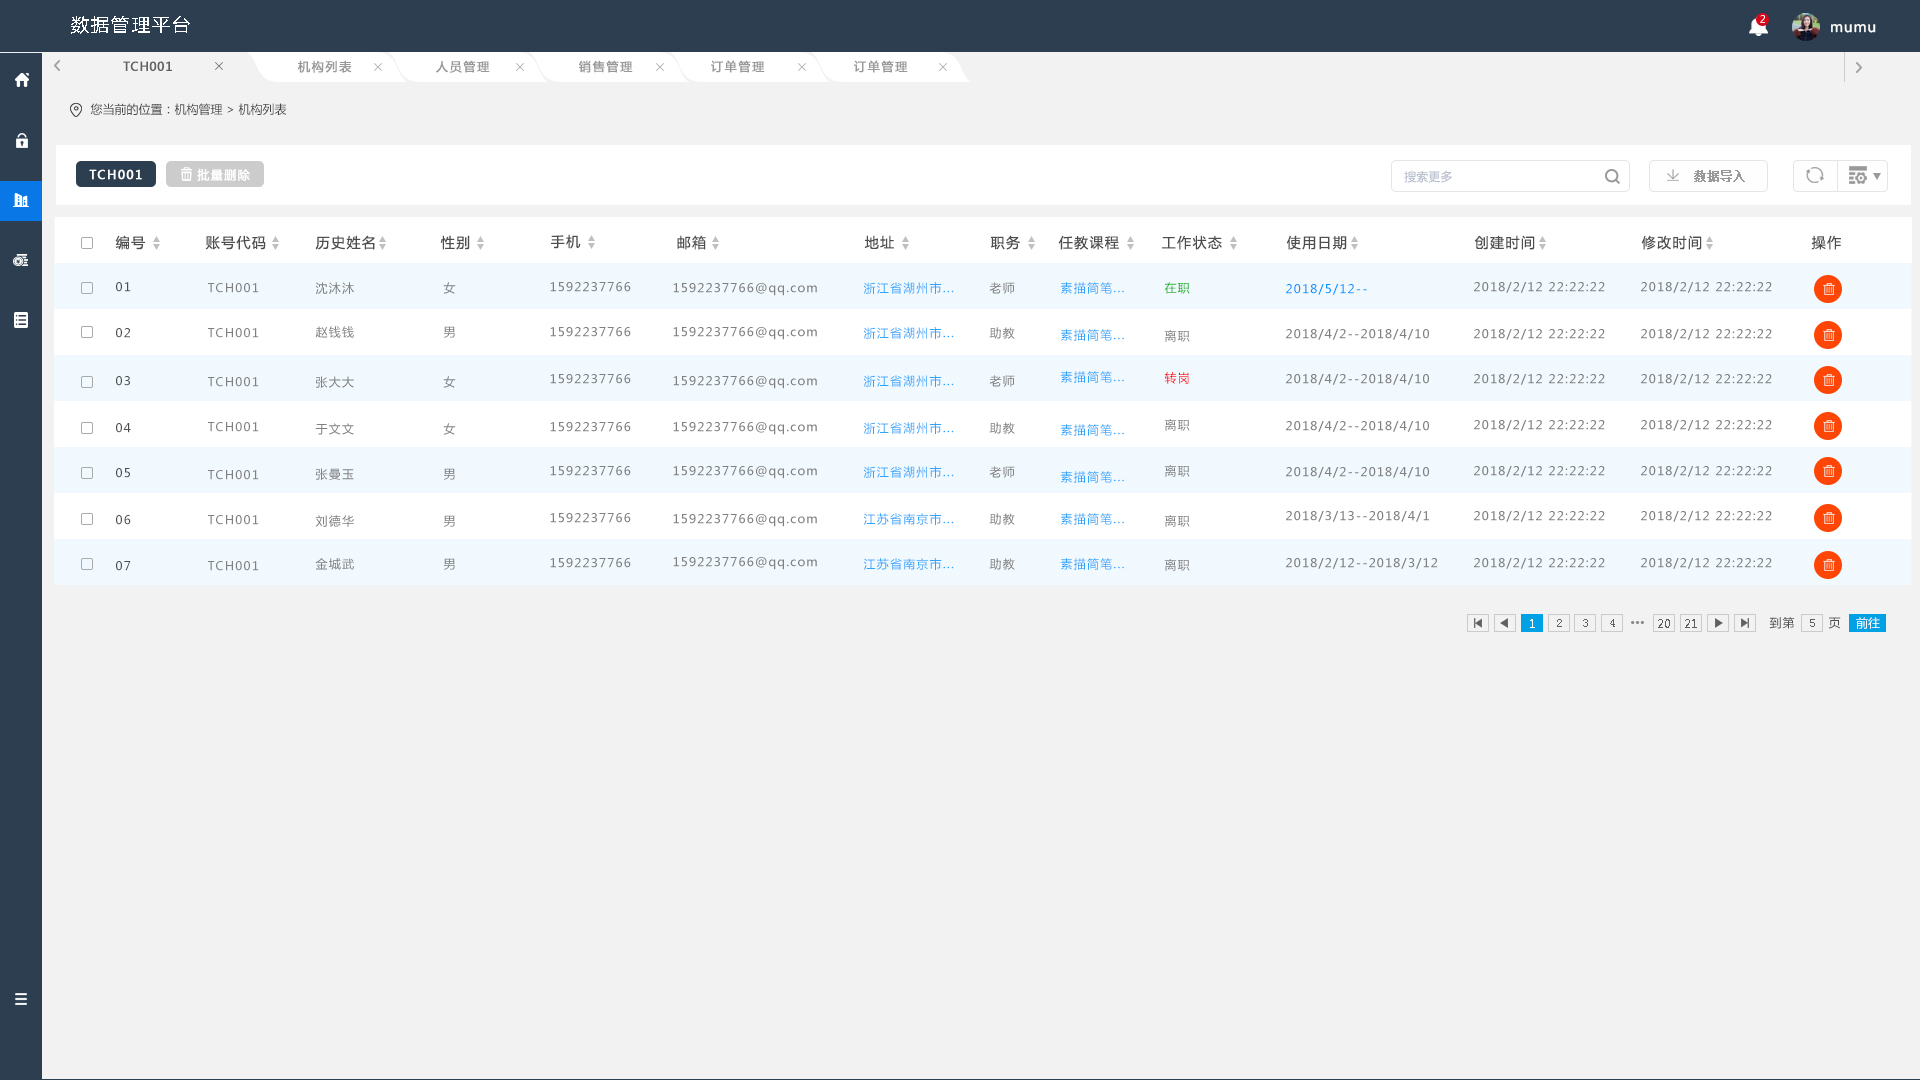 数据管理平台
2
mumu
TCH001 机构列表 人员管理 销售管理 订单管理 订单管理
您当前的位置：机构管理 > 机构列表
TCH001 批量删除 搜索更多 数据导入
编号 账号代码 历史姓名 性别 手机 邮箱 地址 职务 任教课程 工作状态 使用日期 创建时间 修改时间 操作
01 TCH001 沈沐沐 女 1592237766 1592237766@qq.com 浙江省湖州市... 老师 素描简笔... 在职 2018/5/12-- 2018/2/12 22:22:22 2018/2/12 22:22:22
02 TCH001 赵钱钱 男 1592237766 1592237766@qq.com 浙江省湖州市... 助教 素描简笔... 离职 2018/4/2--2018/4/10 2018/2/12 22:22:22 2018/2/12 22:22:22
03 TCH001 张大大 女 1592237766 1592237766@qq.com 浙江省湖州市... 老师 素描简笔... 转岗 2018/4/2--2018/4/10 2018/2/12 22:22:22 2018/2/12 22:22:22
04 TCH001 于文文 女 1592237766 1592237766@qq.com 浙江省湖州市... 助教 素描简笔... 离职 2018/4/2--2018/4/10 2018/2/12 22:22:22 2018/2/12 22:22:22
05 TCH001 张曼玉 男 1592237766 1592237766@qq.com 浙江省湖州市... 老师 素描简笔... 离职 2018/4/2--2018/4/10 2018/2/12 22:22:22 2018/2/12 22:22:22
06 TCH001 刘德华 男 1592237766 1592237766@qq.com 江苏省南京市... 助教 素描简笔... 离职 2018/3/13--2018/4/1 2018/2/12 22:22:22 2018/2/12 22:22:22
07 TCH001 金城武 男 1592237766 1592237766@qq.com 江苏省南京市... 助教 素描简笔... 离职 2018/2/12--2018/3/12 2018/2/12 22:22:22 2018/2/12 22:22:22
1 2 3 4 ••• 20 21 到第 5 页 前往